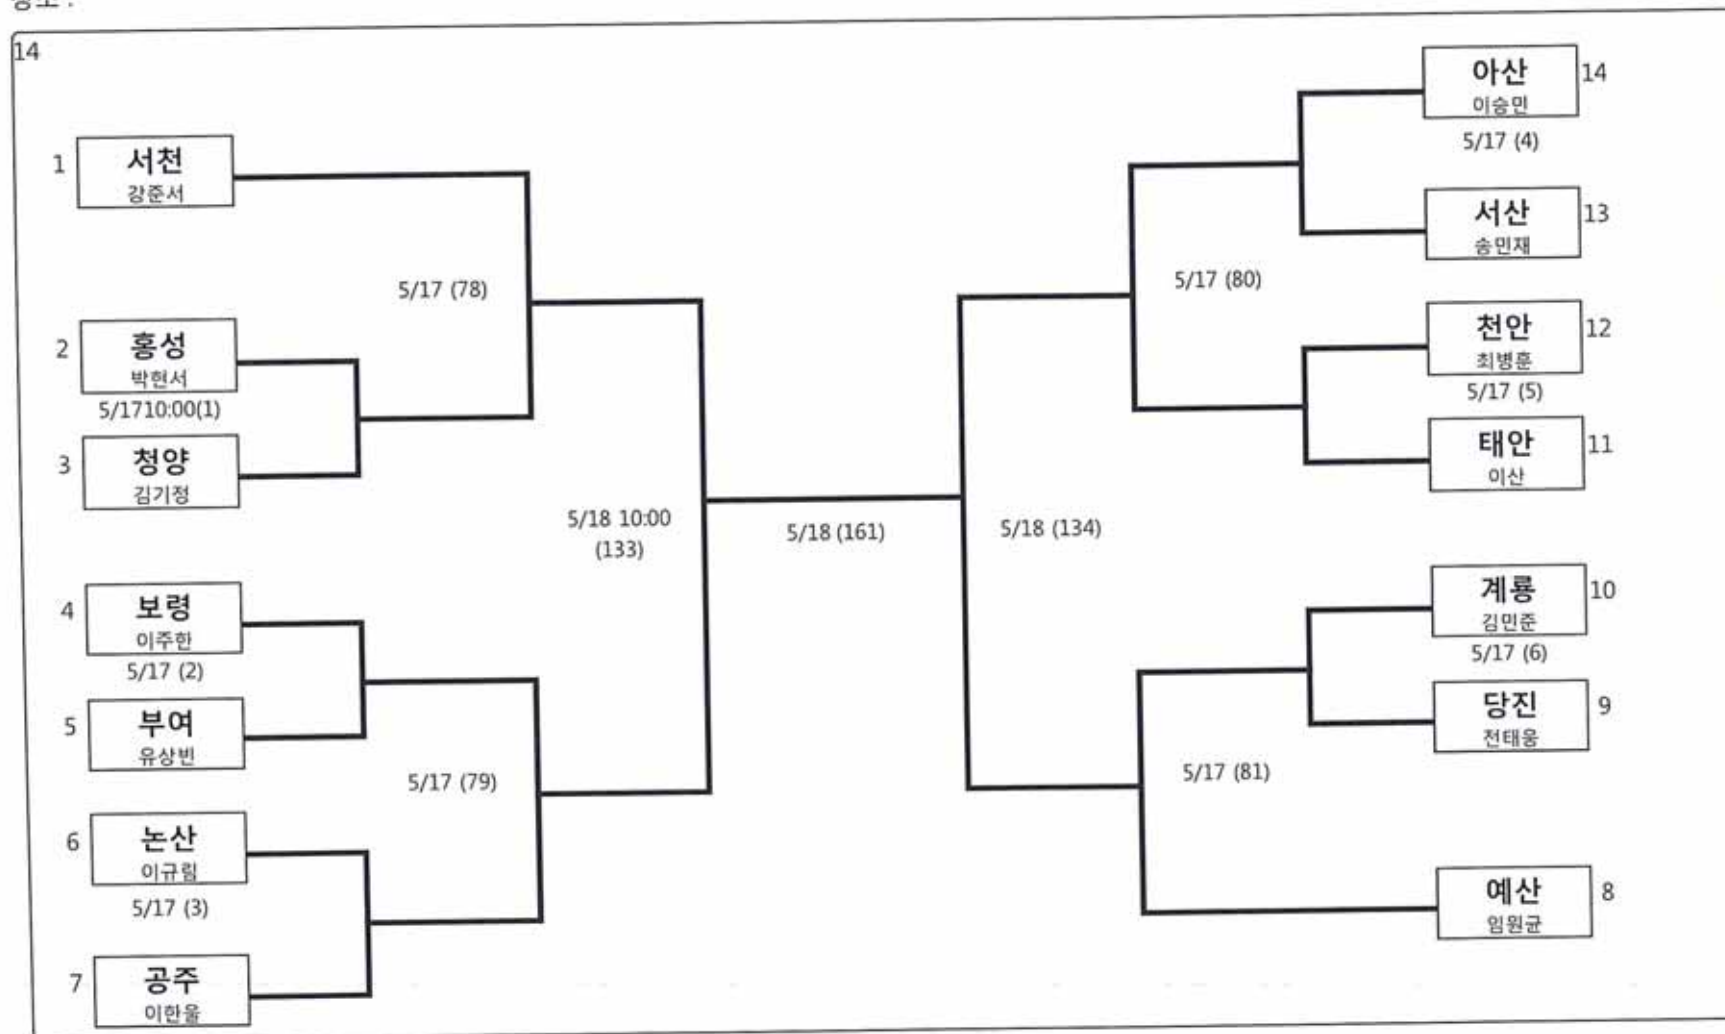 14
1
서천
강준서
5/17 (78)
2
홍성
박현서
5/1710:00(1)
3
청양
김기정
5/18 10:00
(133)
4
보령
이주한
5/17 (2)
5
부여
유상빈
5/17 (79)
6
논산
이규림
5/17 (3)
7
공주
이한울
5/18 (161)
아산
14
이승민
5/17 (4)
서산
13
송민재
5/17 (80)
천안
12
최병훈
5/17 (5)
태안
11
이산
5/18 (134)
계룡
10
김민준
5/17 (6)
당진
9
전태웅
5/17 (81)
예산
8
임원균